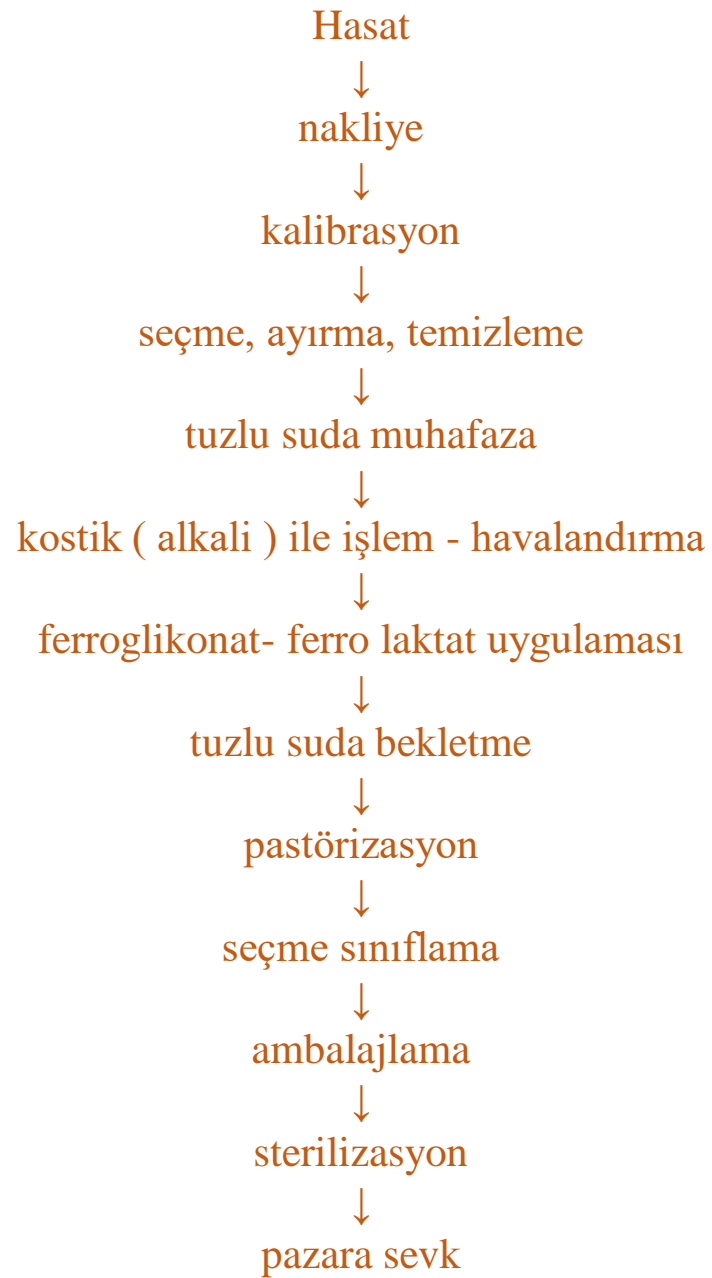 Hasat
↓
nakliye
↓
kalibrasyon
↓
seçme, ayırma, temizleme
↓
tuzlu suda muhafaza
↓
kostik ( alkali ) ile işlem - havalandırma
↓
ferroglikonat- ferro laktat uygulaması
↓
tuzlu suda bekletme
↓
pastörizasyon
↓
seçme sınıflama
↓
ambalajlama
↓
sterilizasyon
↓
pazara sevk